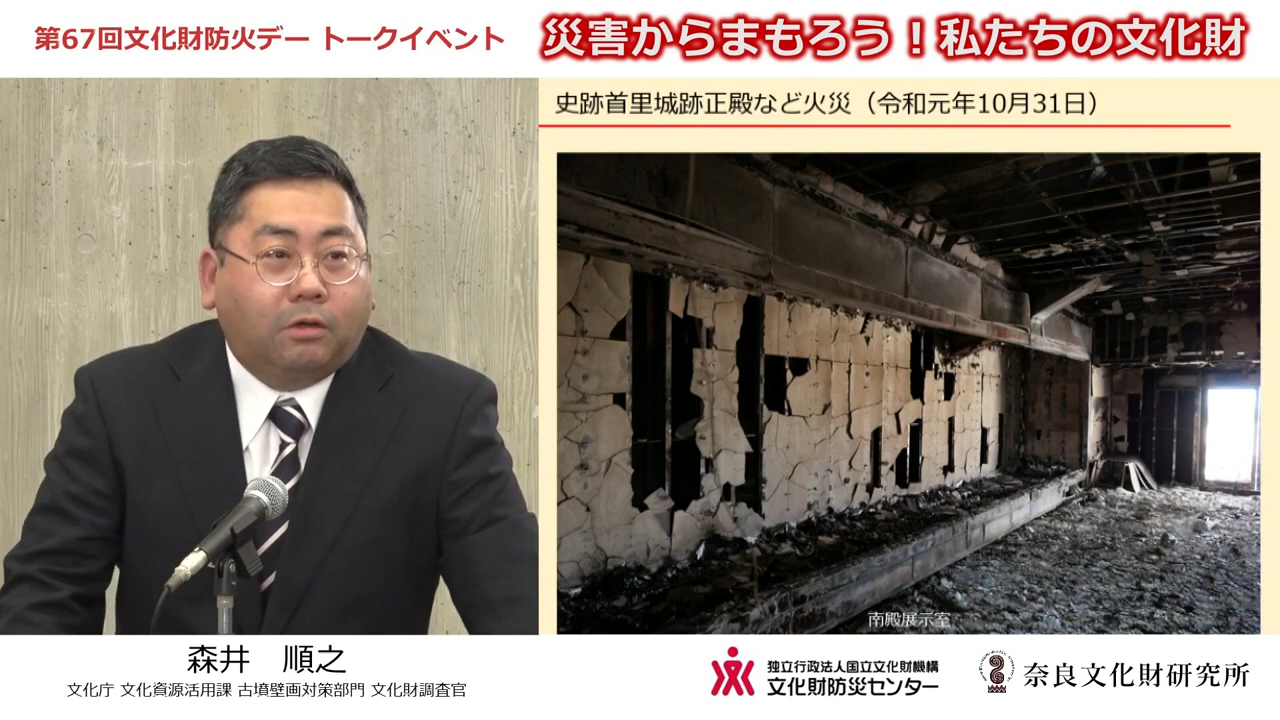 第67回文化財防火デー トークイベント
災害からまもろう！私たちの文化財
史跡首里城跡正殿など火災（令和元年10月31日）
南殿展示室
森井　順之
文化庁 文化資源活用課 古墳壁画対策部門 文化財調査官
独立行政法人国立文化財機構
文化財防災センター
奈良文化財研究所